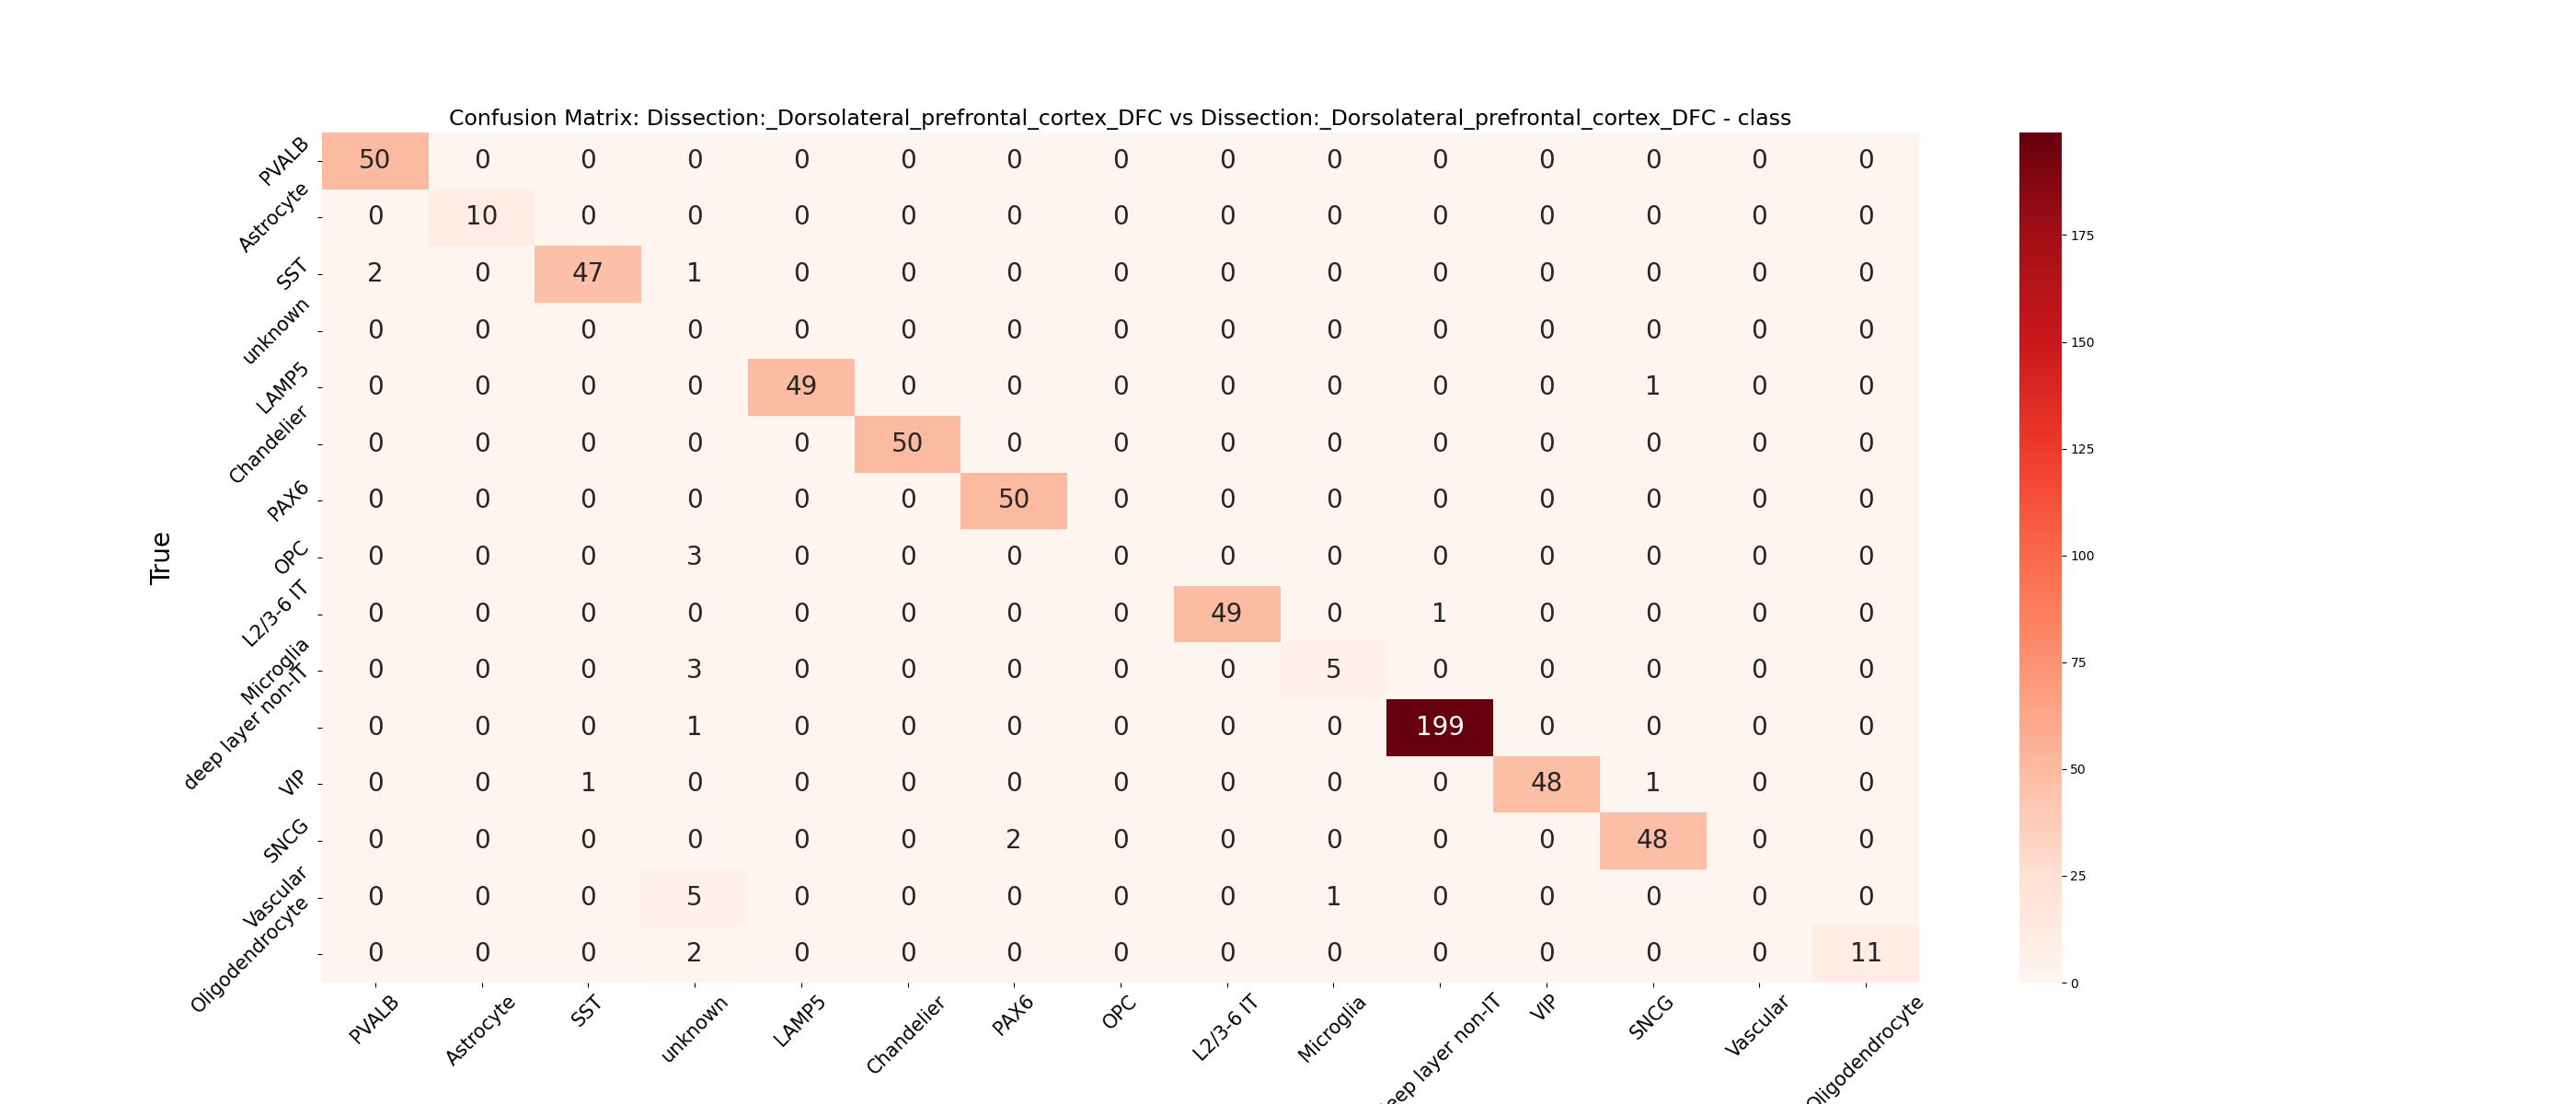 Confusion Matrix: Dissection:_Dorsolateral_prefrontal_cortex_DFC vs Dissection:_Dorsolateral_prefrontal_cortex_DFC - class
True
PVALB 50 0 0 0 0 0 0 0 0 0 0 0 0 0 0
Astrocyte 0 10 0 0 0 0 0 0 0 0 0 0 0 0 0
SST 2 0 47 1 0 0 0 0 0 0 0 0 0 0 0
unknown 0 0 0 0 0 0 0 0 0 0 0 0 0 0 0
LAMP5 0 0 0 0 49 0 0 0 0 0 0 0 1 0 0
Chandelier 0 0 0 0 0 50 0 0 0 0 0 0 0 0 0
PAX6 0 0 0 0 0 0 50 0 0 0 0 0 0 0 0
OPC 0 0 0 3 0 0 0 0 0 0 0 0 0 0 0
L2/3-6 IT 0 0 0 0 0 0 0 0 49 0 1 0 0 0 0
Microglia 0 0 0 3 0 0 0 0 0 5 0 0 0 0 0
deep layer non-IT 0 0 0 1 0 0 0 0 0 0 199 0 0 0 0
VIP 0 0 1 0 0 0 0 0 0 0 0 48 1 0 0
SNCG 0 0 0 0 0 0 2 0 0 0 0 0 48 0 0
Vascular 0 0 0 5 0 0 0 0 0 1 0 0 0 0 0
Oligodendrocyte 0 0 0 2 0 0 0 0 0 0 0 0 0 0 11
PVALB Astrocyte SST unknown LAMP5 Chandelier PAX6 OPC L2/3-6 IT Microglia eep layer non-IT VIP SNCG Vascular Oligodendrocyte
175
150
125
100
75
50
25
0